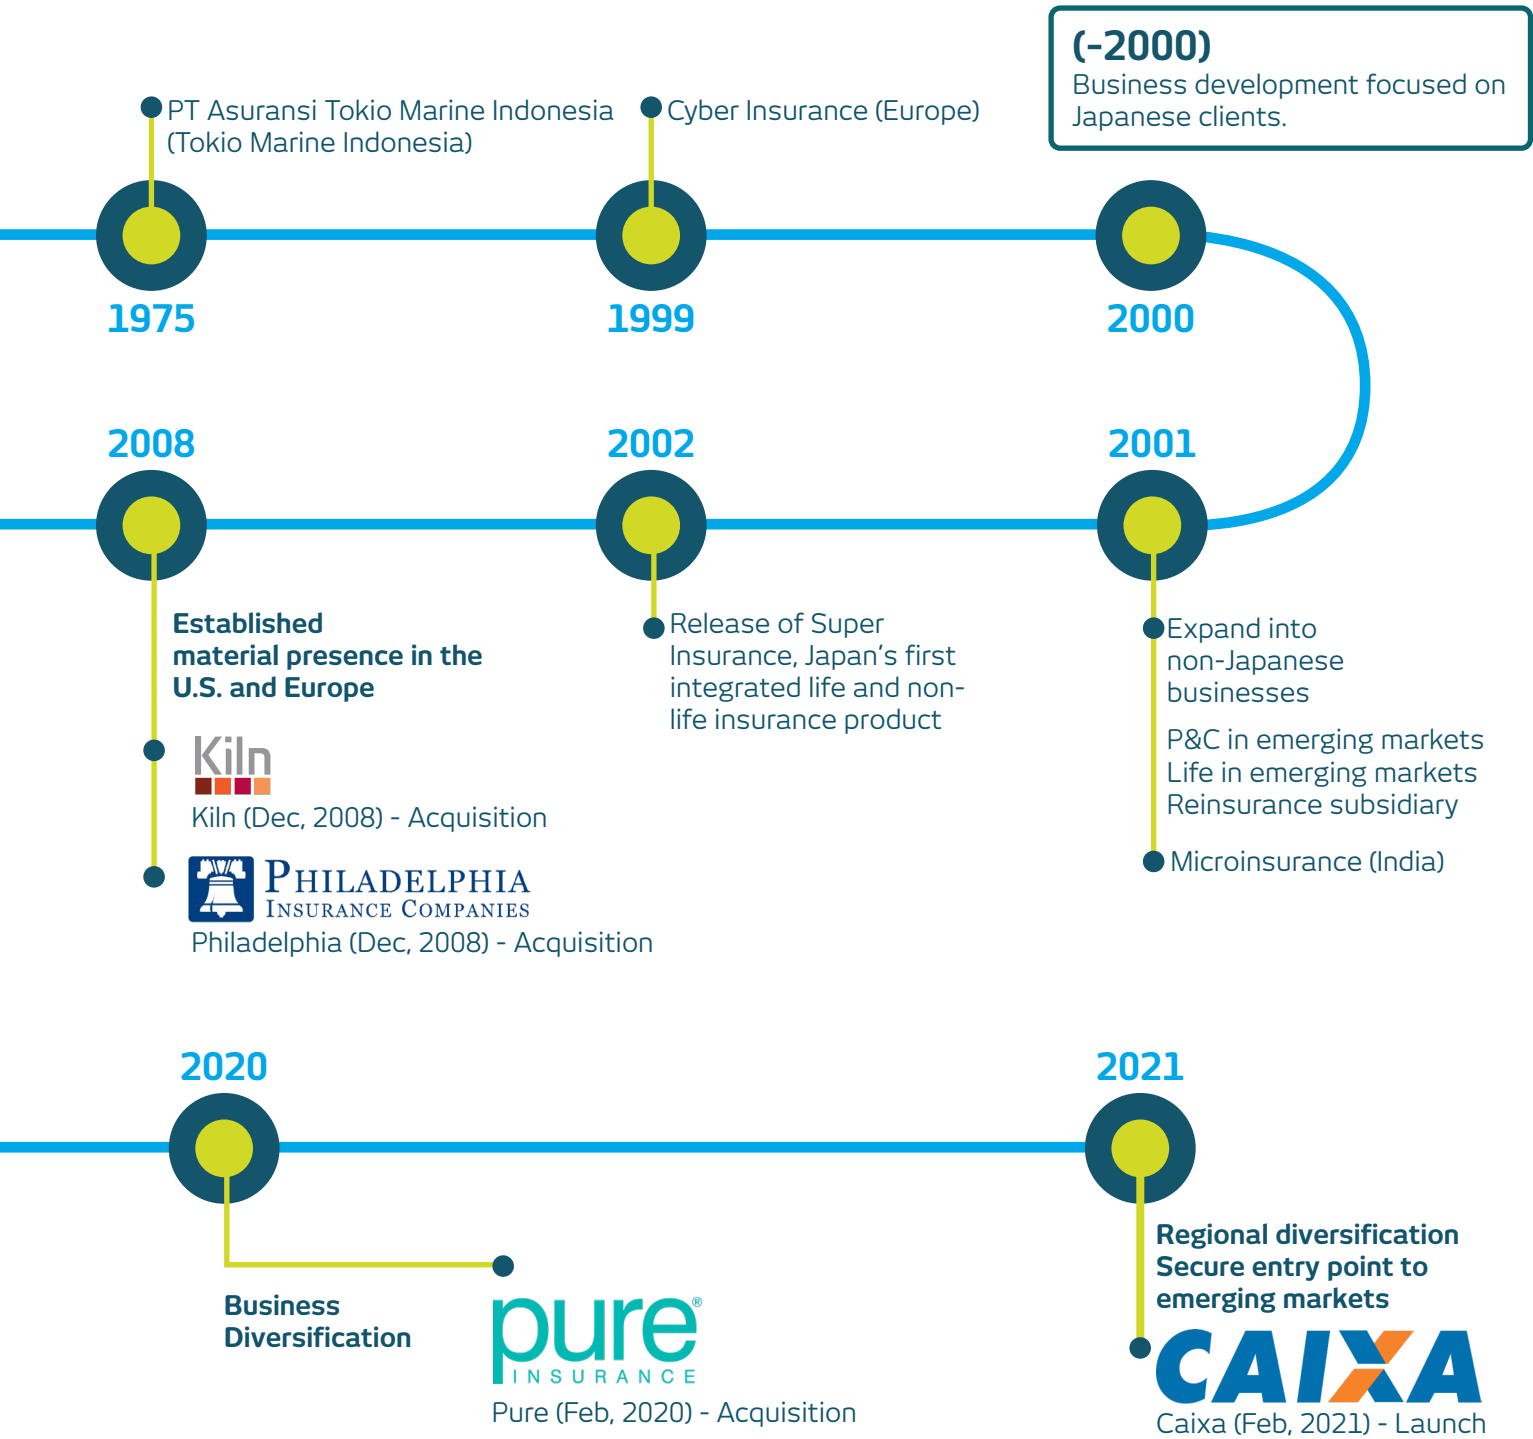 (-2000)
Business development focused on
Japanese clients.
PT Asuransi Tokio Marine Indonesia
(Tokio Marine Indonesia)
Cyber Insurance (Europe)
1975
1999
2000
2008
2002
2001
Established
material presence in the
U.S. and Europe
Kiln
Kiln (Dec, 2008) - Acquisition
PHILADELPHIA
INSURANCE COMPANIES
Philadelphia (Dec, 2008) - Acquisition
Release of Super
Insurance, Japan's first
integrated life and non-
life insurance product
Expand into
non-Japanese
businesses
P&C in emerging markets
Life in emerging markets
Reinsurance subsidiary
Microinsurance (India)
2020
2021
Business
Diversification
pure®
INSURANCE
Pure (Feb, 2020) - Acquisition
Regional diversification
Secure entry point to
emerging markets
CAIXA
Caixa (Feb, 2021) - Launch